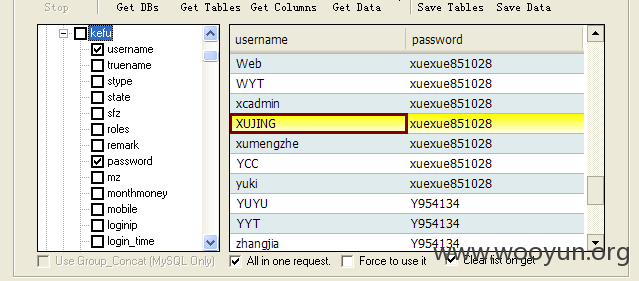 Stop Get DBs Get Tables Get Columns Get Data Save Tables Save Data
kefu
username
truename
stype
state
sfz
roles
remark
password
mz
monthmoney
mobile
loginip
login_time
username password
Web xuexue851028
WYT xuexue851028
xcadmin xuexue851028
XUJING xuexue851028
xumengzhe xuexue851028
YCC xuexue851028
yuki xuexue851028
YUYU Y954134
YYT Y954134
zhangjia Y954134
www.wooyun.org
Use Group_Concat (MySQL Only) All in one request. Force to use it Clear list on get